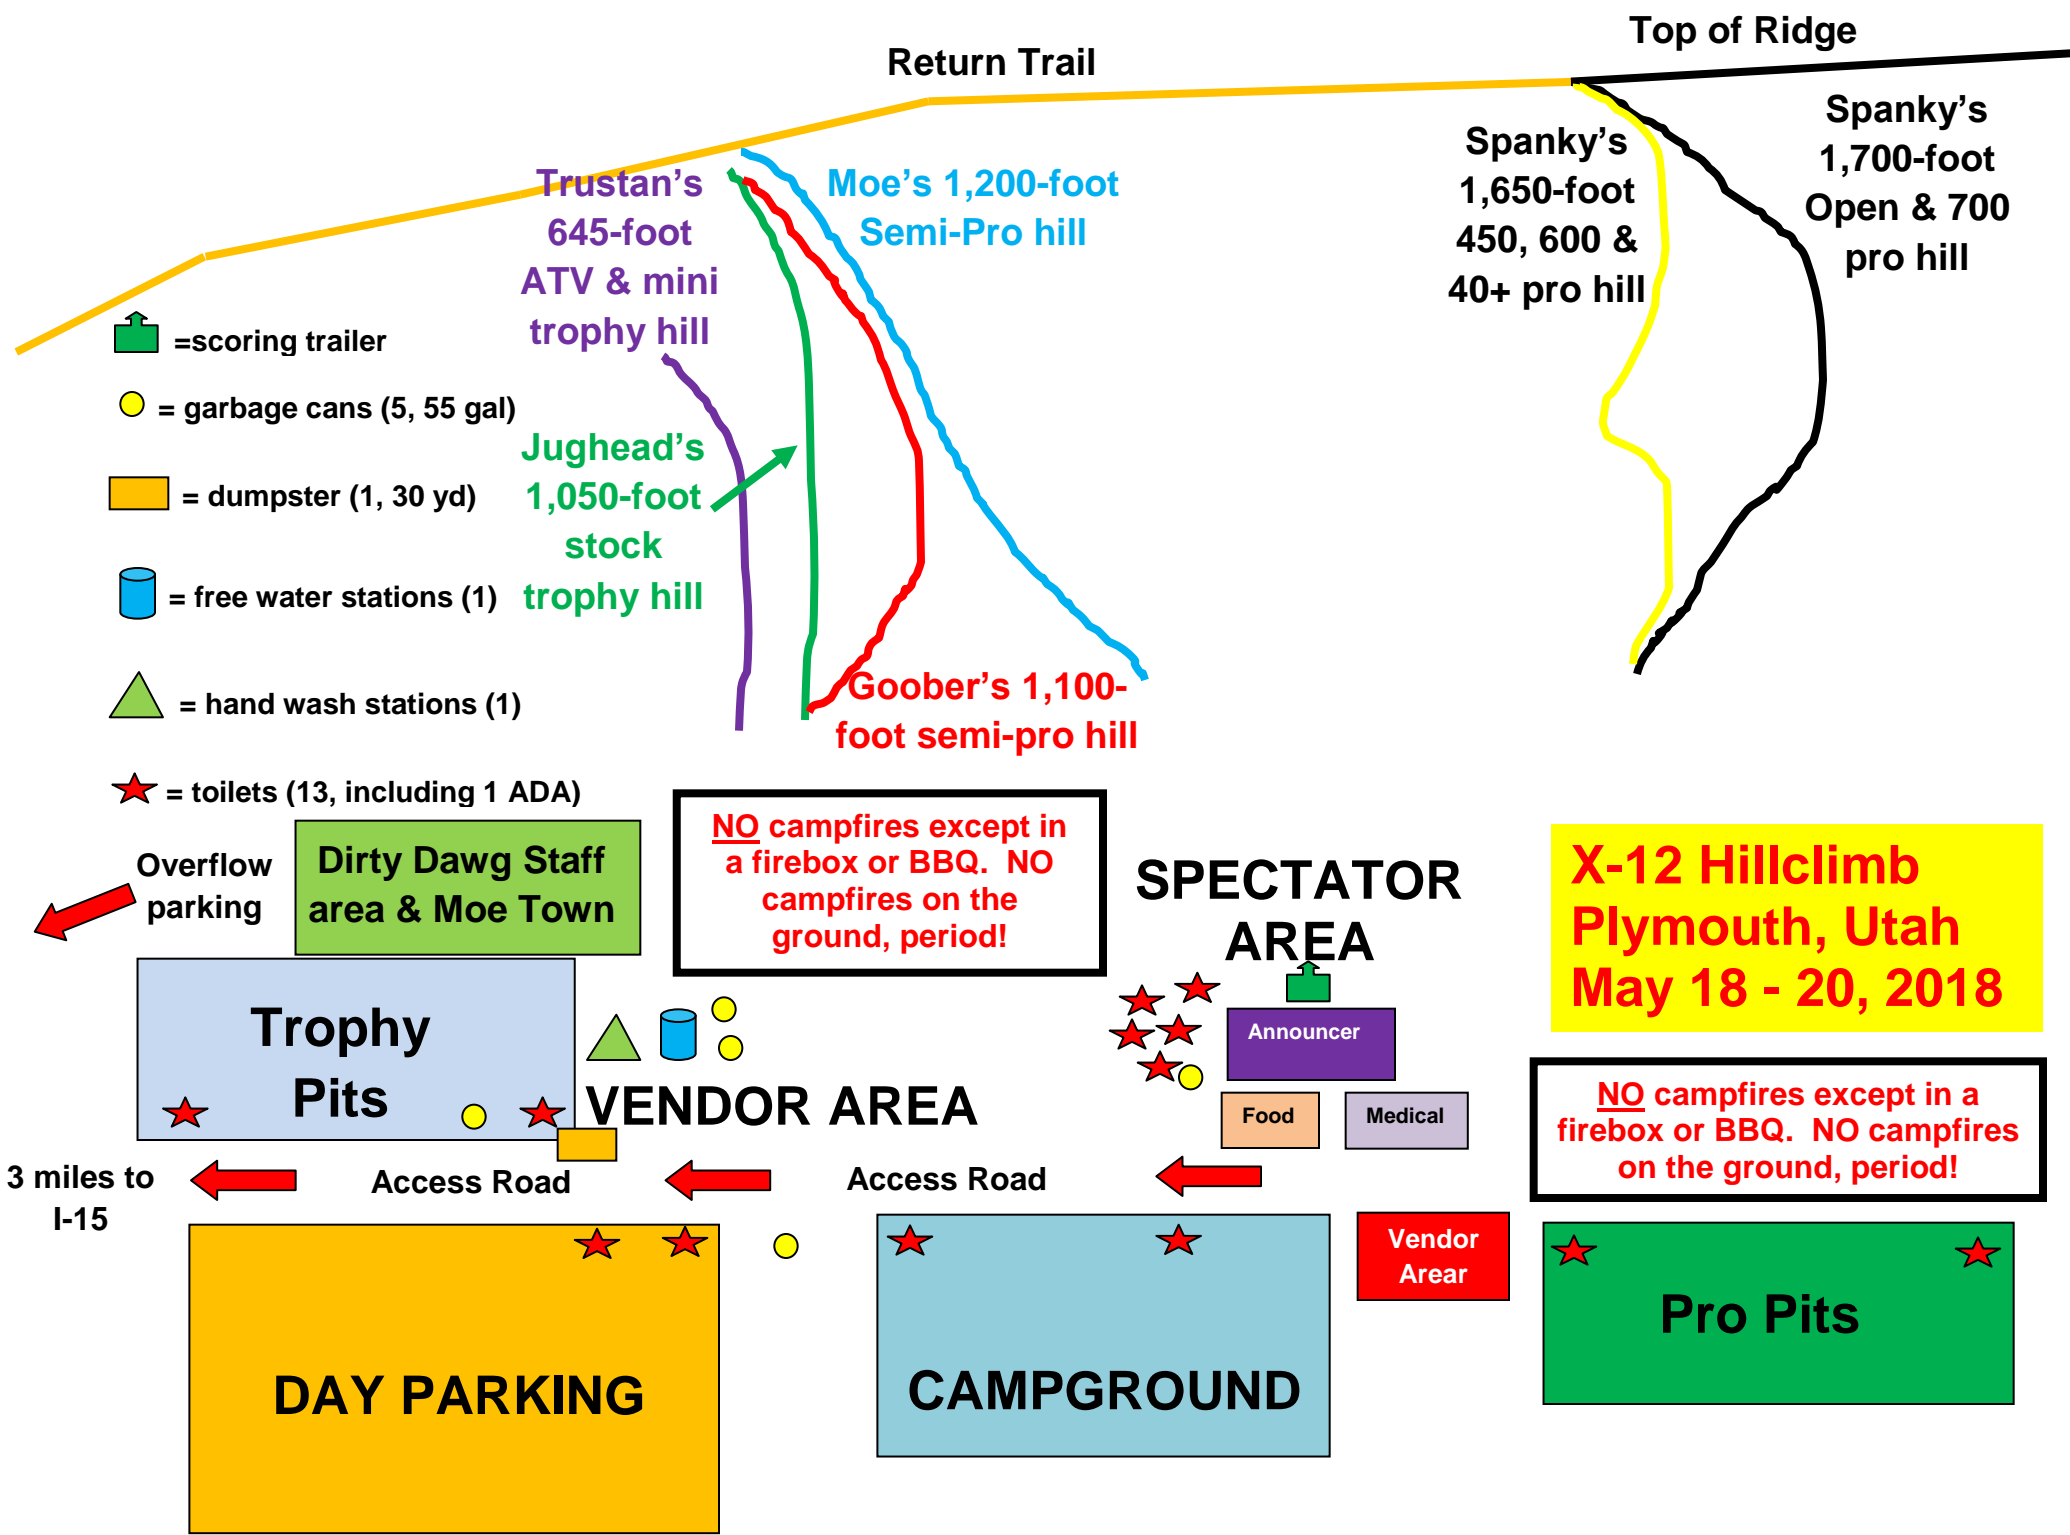 Top of Ridge
Return Trail
Spanky's
1,700-foot
Open & 700
pro hill
Spanky's
1,650-foot
450, 600 &
40+ pro hill
Trustan's
645-foot
ATV & mini
trophy hill
Moe's 1,200-foot
Semi-Pro hill
=scoring trailer
= garbage cans (5, 55 gal)
= dumpster (1, 30 yd)
= free water stations (1)
= hand wash stations (1)
= toilets (13, including 1 ADA)
Jughead's
1,050-foot
stock
trophy hill
Goober's 1,100-
foot semi-pro hill
Overflow
parking
Dirty Dawg Staff
area & Moe Town
NO campfires except in
a firebox or BBQ. NO
campfires on the
ground, period!
SPECTATOR
AREA
X-12 Hillclimb
Plymouth, Utah
May 18 - 20, 2018
Trophy
Pits
Announcer
VENDOR AREA
Food
Medical
NO campfires except in a
firebox or BBQ. NO campfires
on the ground, period!
3 miles to
I-15
Access Road
Access Road
Vendor
Arear
Pro Pits
DAY PARKING
CAMPGROUND